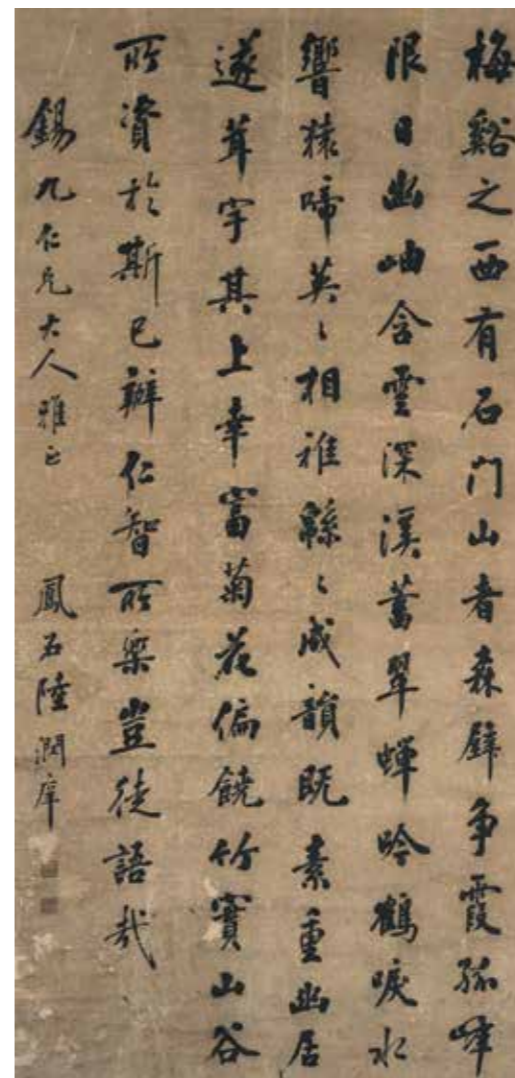 梅谿之西有石门山者森壁争霞孤峰
限日幽岫含雲深溪蓄翠蟬吟鶴唳水
響猿啼英〻相雜緜〻成韻既素重幽居
遂葺宇其上幸富菊花偏饒竹實山谷
所資於斯已辦仁智所樂豈徒語哉
錫九仁兄大人雅正
鳳石陸潤庠